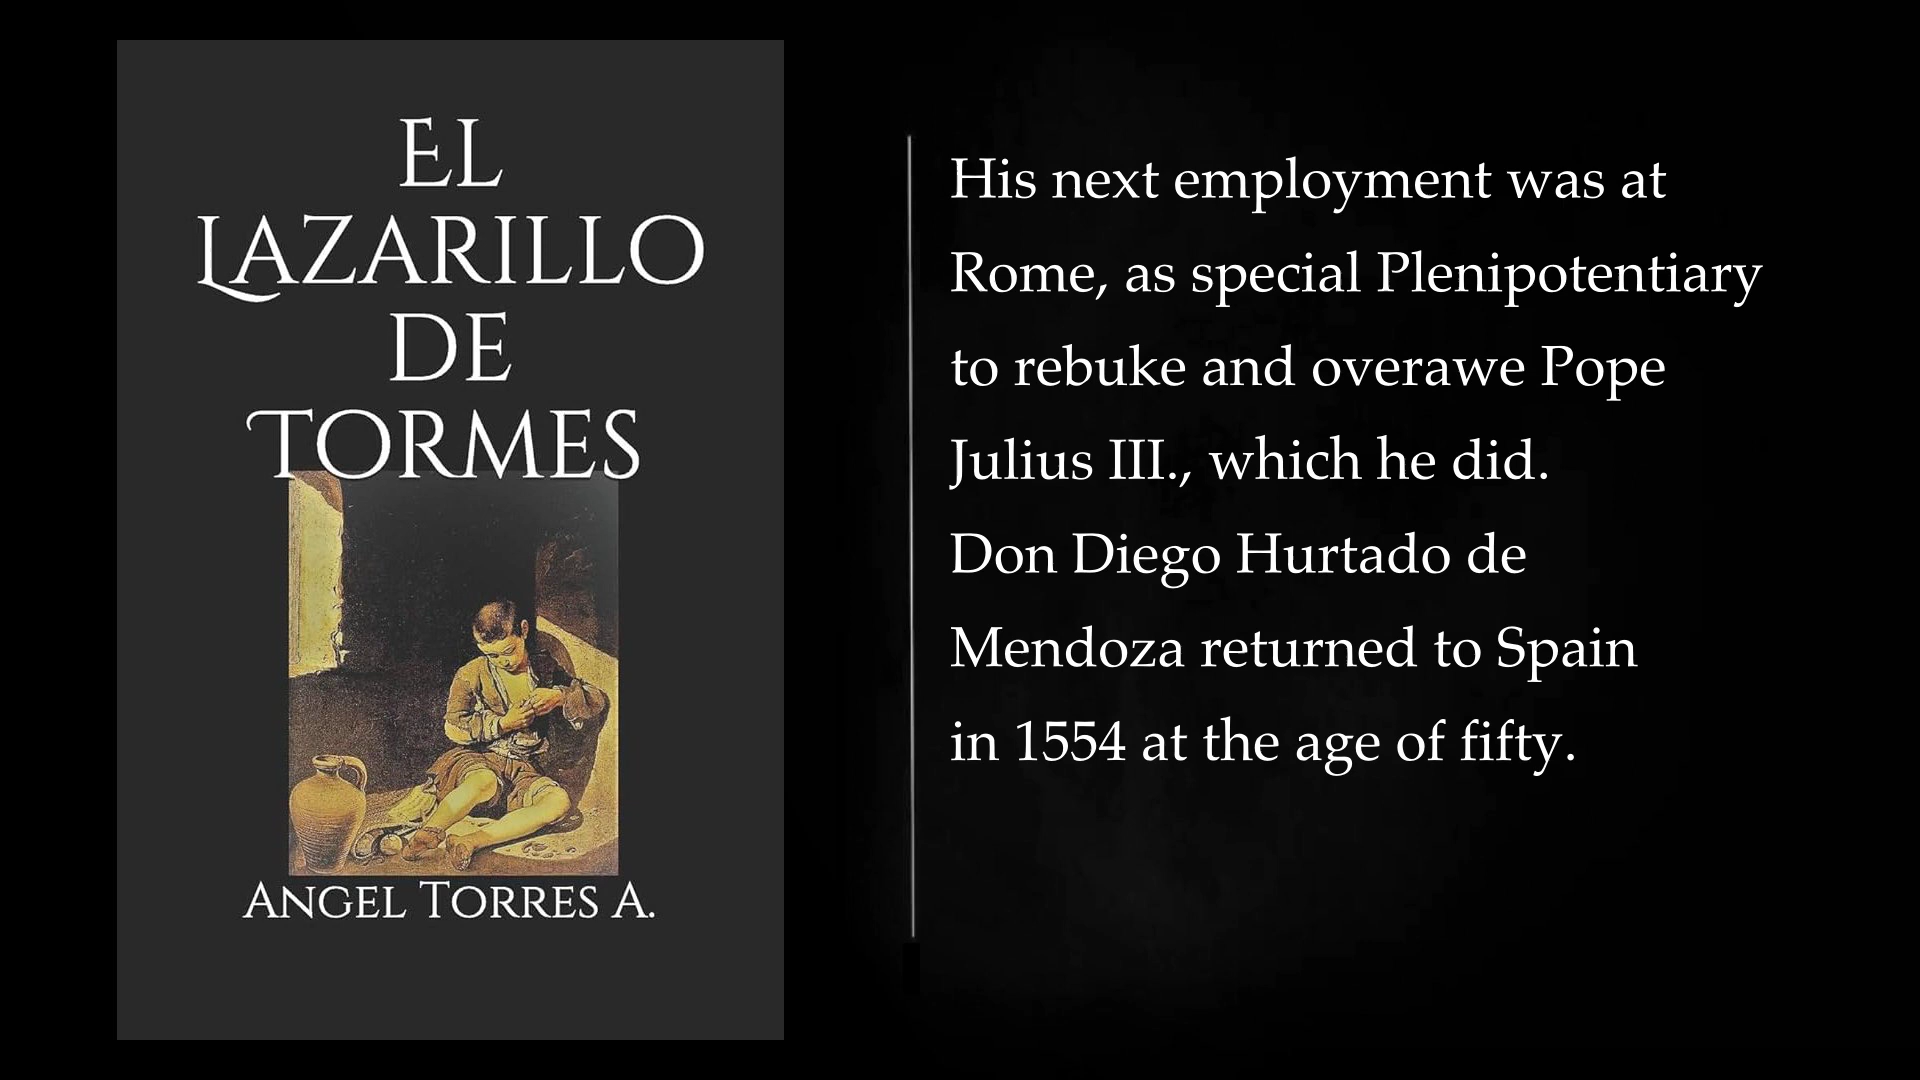 EL
LAZARILLO
DE
TORMES
ANGEL TORRES A.
His next employment was at
Rome, as special Plenipotentiary
to rebuke and overawe Pope
Julius III., which he did.
Don Diego Hurtado de
Mendoza returned to Spain
in 1554 at the age of fifty.